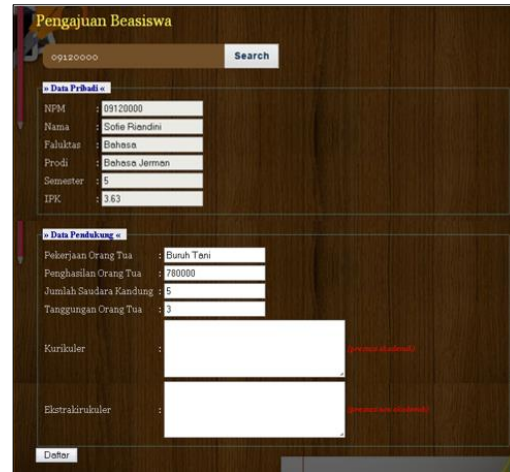 Pengajuan Beasiswa
09120000 Search
» Data Pribadi «
NPM : 09120000
Nama : Sofie Riandini
Faluktas : Bahasa
Prodi : Bahasa Jerman
Semester : 5
IPK : 3.63
» Data Pendukung «
Pekerjaan Orang Tua : Buruh Tani
Penghasilan Orang Tua : 780000
Jumlah Saudara Kandung : 5
Tanggungan Orang Tua : 3
Kurikuler :
Ekstrakirukuler :
Daftar